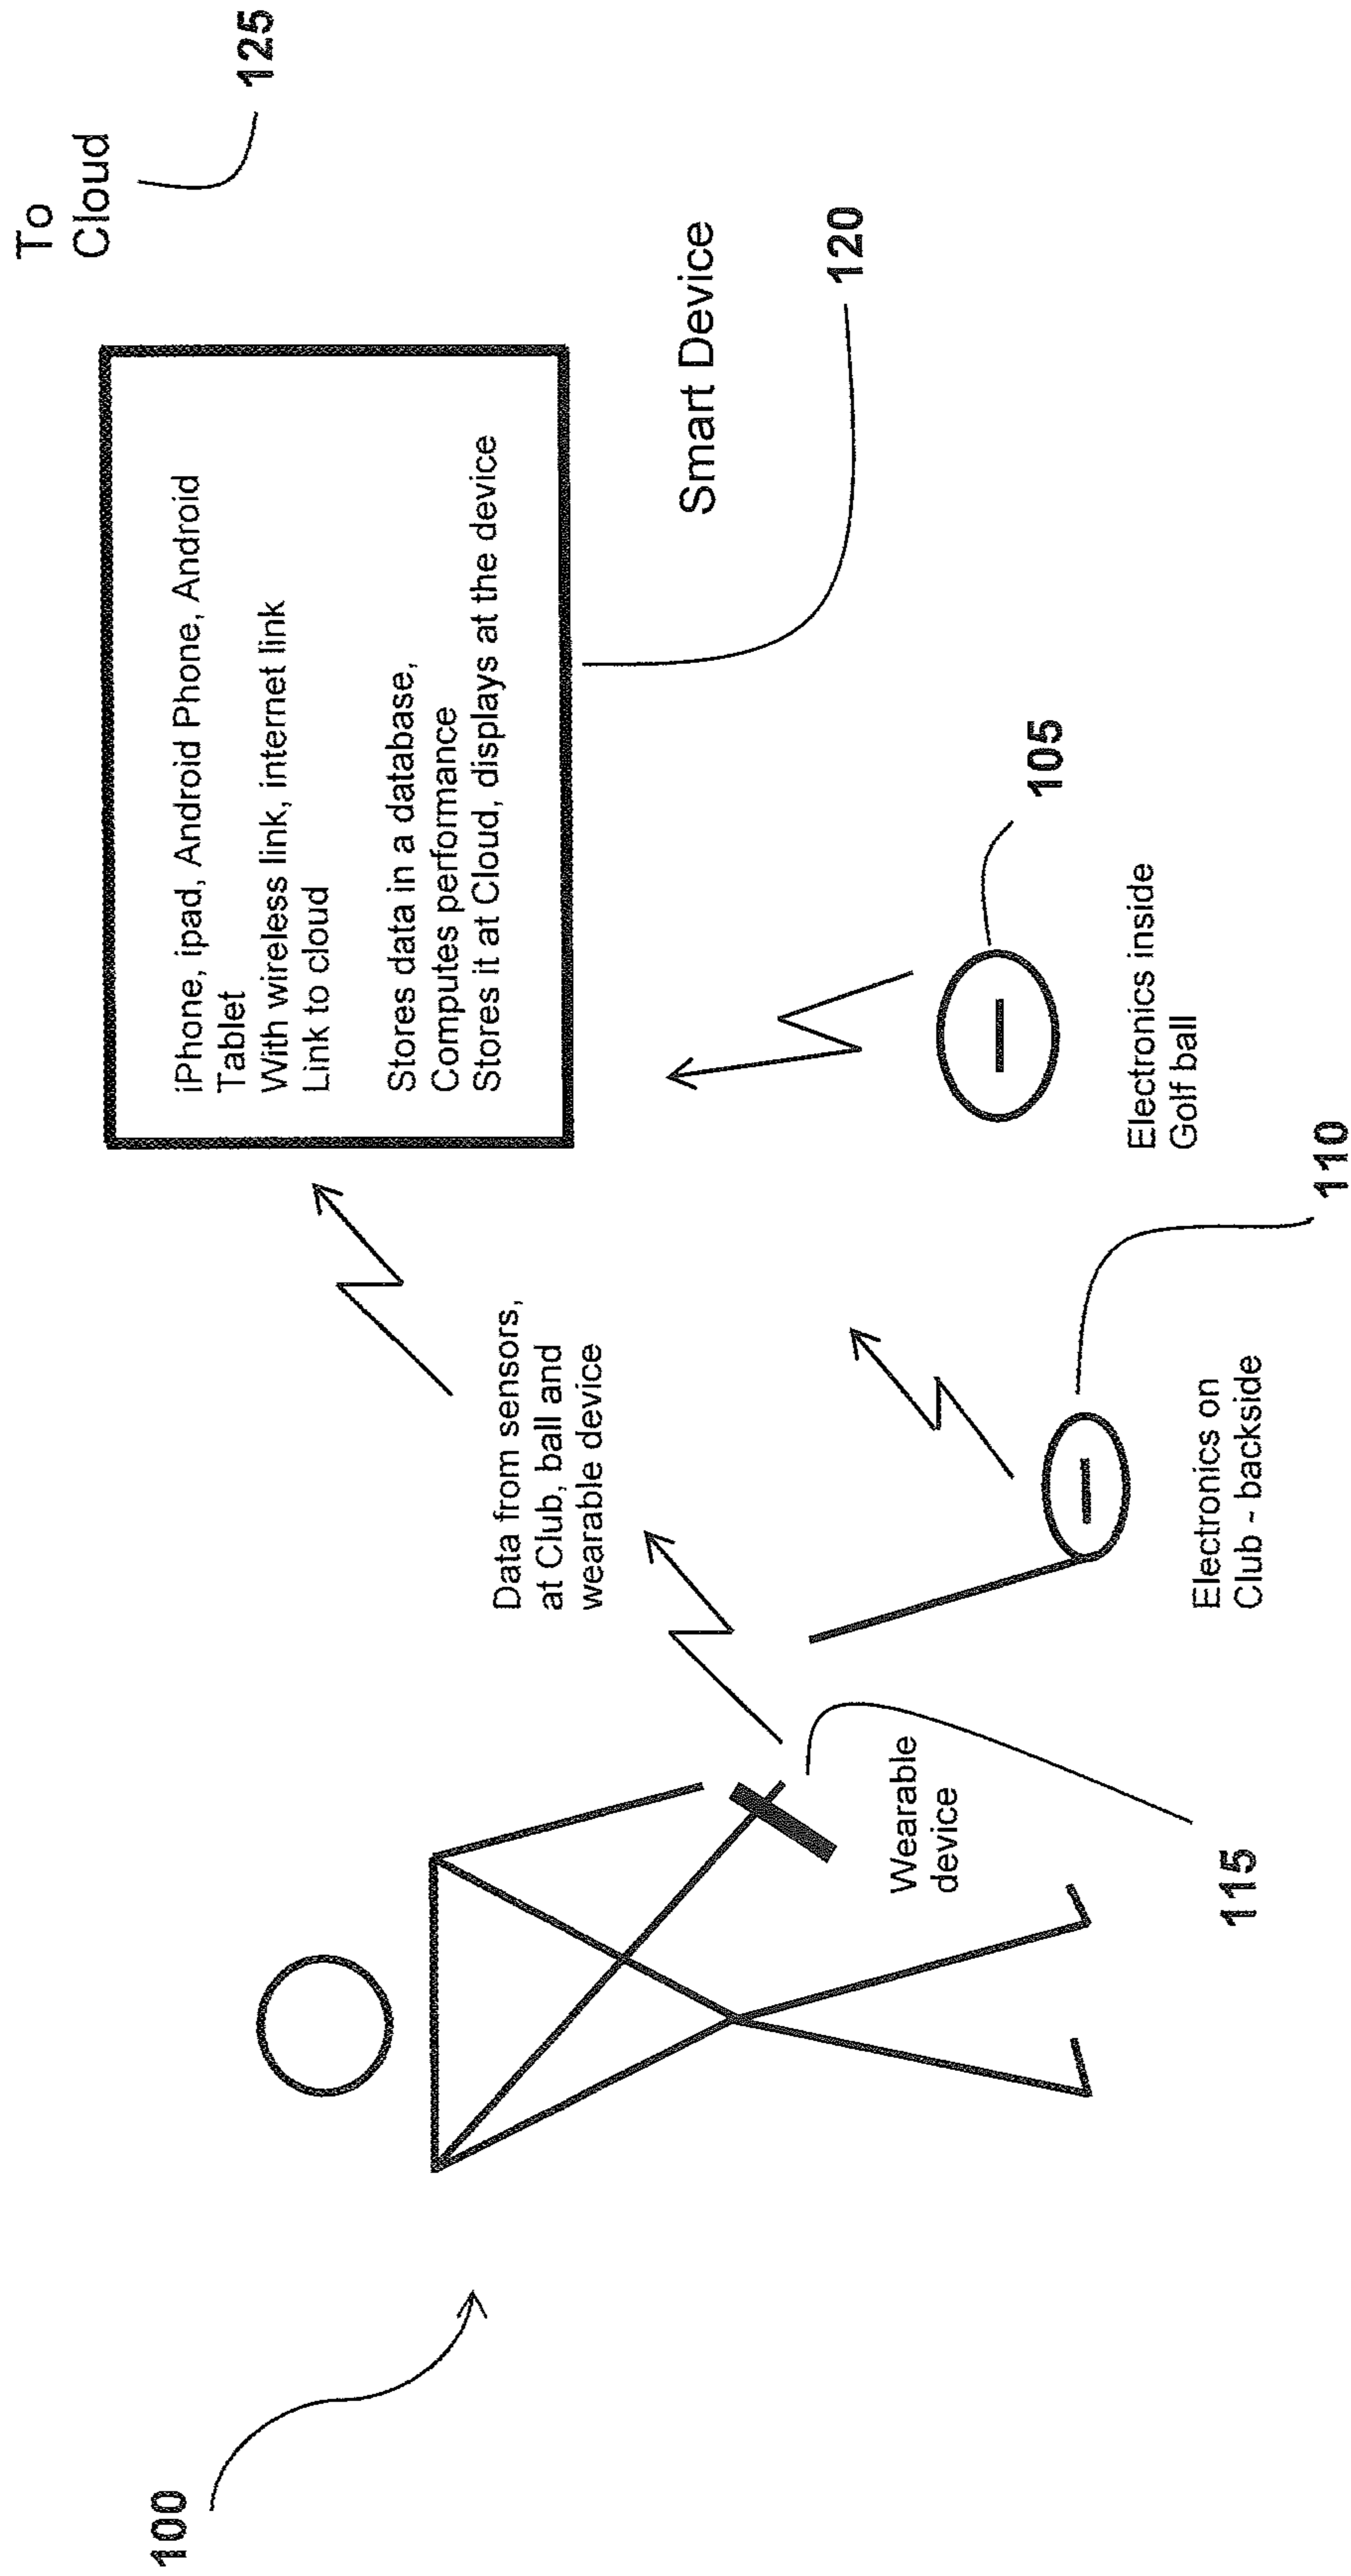 To
Cloud
125
iPhone, ipad, Android Phone, Android
Tablet
With wireless link, internet link
Link to cloud
Stores data in a database,
Computes performance
Stores it at Cloud, displays at the device
Smart Device
120
Data from sensors,
at Club, ball and
wearable device
105
Electronics inside
Golf ball
110
Electronics on
Club - backside
Wearable
device
115
100